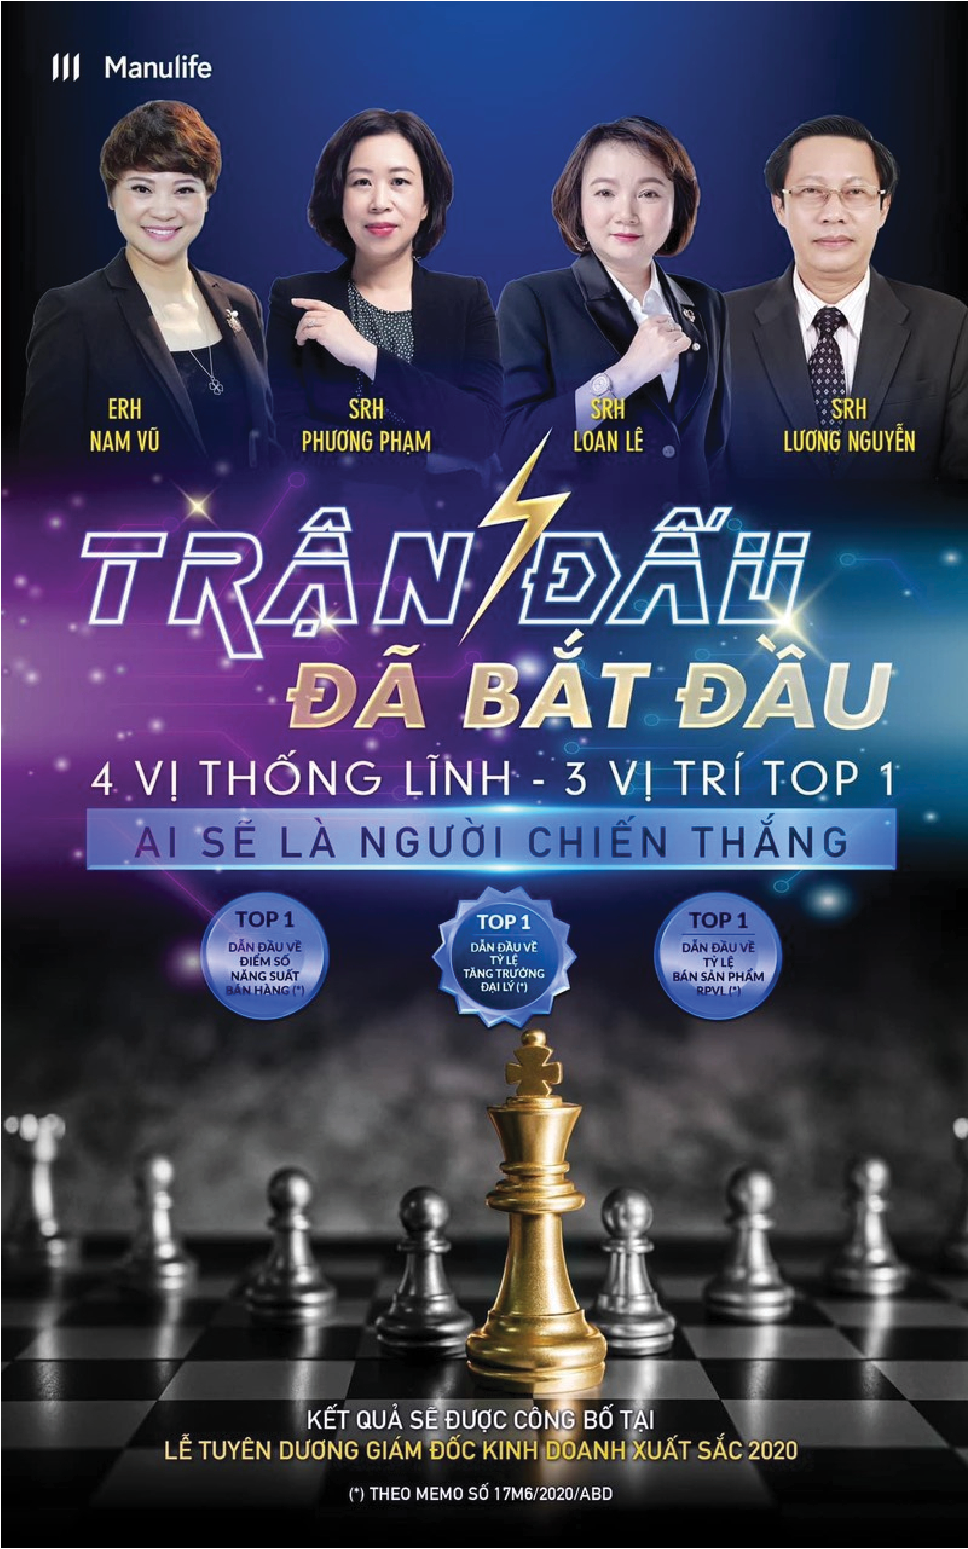 Manulife
ERH
NAM VŨ
SRH
PHƯƠNG PHẠM
SRH
LOAN LÊ
SRH
LƯƠNG NGUYỄN
TRẬN ĐẤU
ĐÃ BẮT ĐẦU
4 VỊ THỐNG LĨNH - 3 VỊ TRÍ TOP 1
AI SẼ LÀ NGƯỜI CHIẾN THẮNG
TOP 1
DẪN ĐẦU VỀ
ĐIỂM SỐ
NĂNG SUẤT
BÁN HÀNG (*)
TOP 1
DẪN ĐẦU VỀ
TỶ LỆ
TĂNG TRƯỞNG
ĐẠI LÝ (*)
TOP 1
DẪN ĐẦU VỀ
TỶ LỆ
BÁN SẢN PHẨM
RPVL (*)
KẾT QUẢ SẼ ĐƯỢC CÔNG BỐ TẠI
LỄ TUYÊN DƯƠNG GIÁM ĐỐC KINH DOANH XUẤT SẮC 2020
(*) THEO MEMO SỐ 17M6/2020/ABD